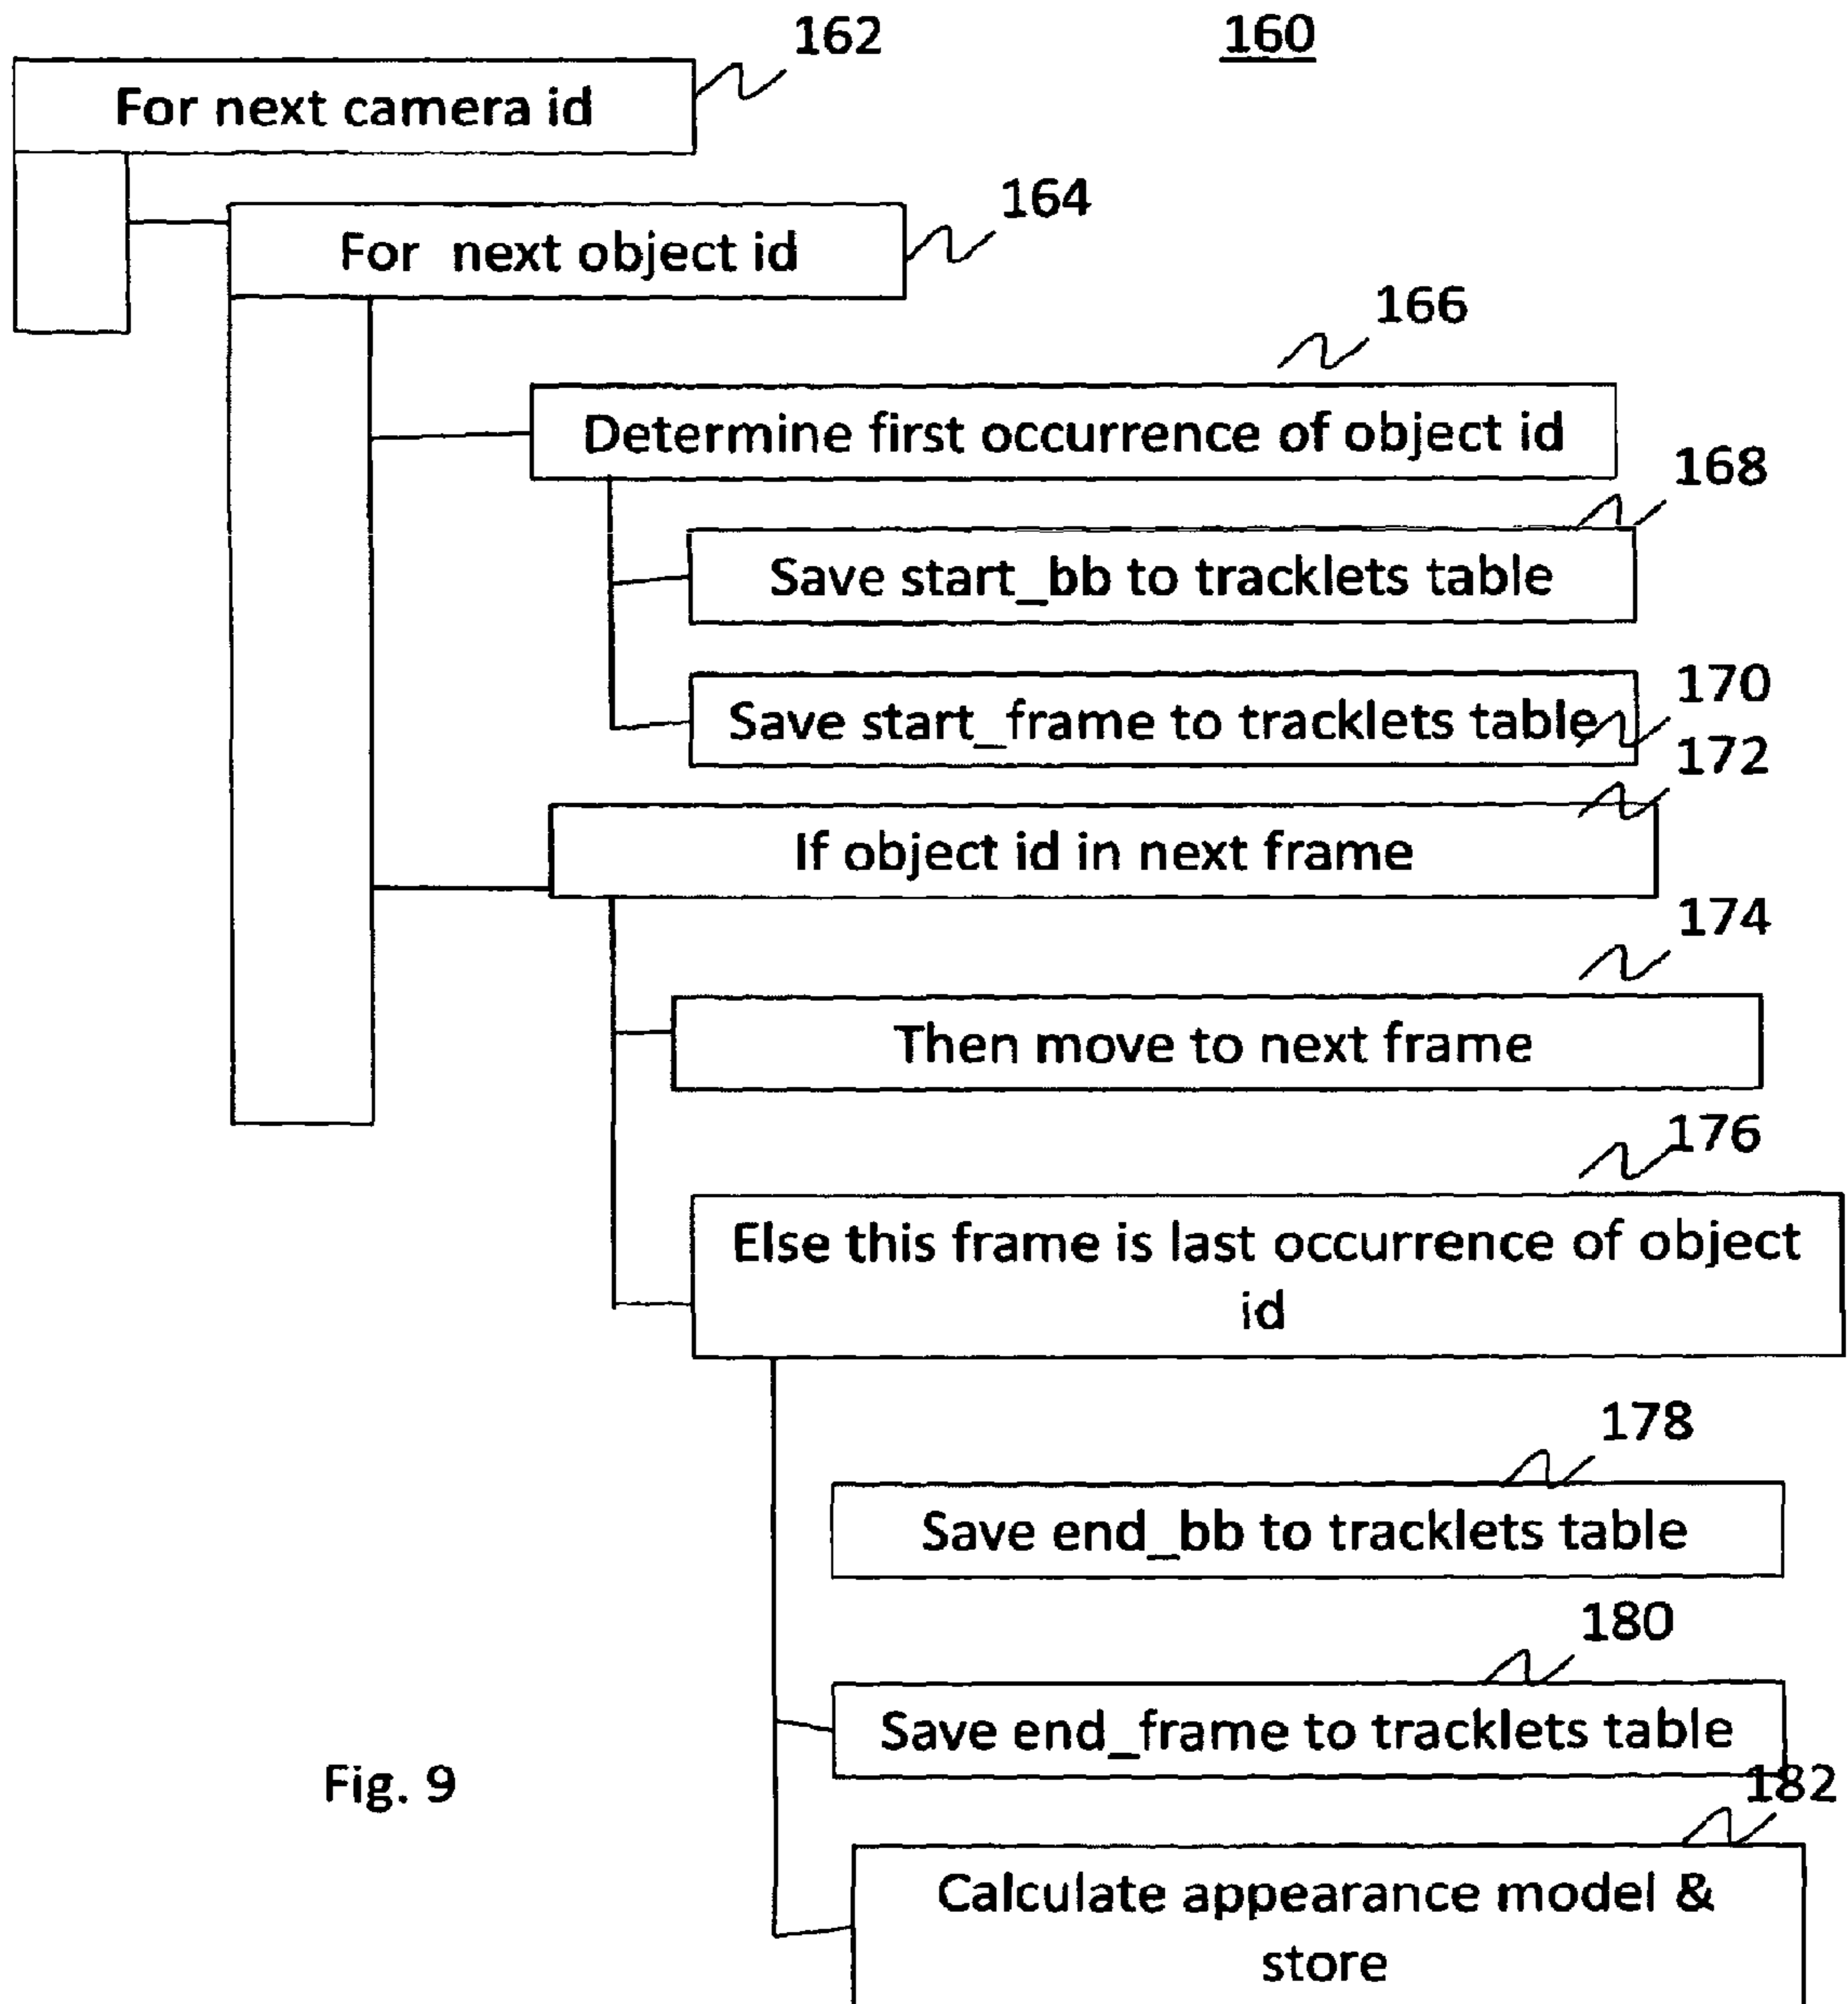 162
160
For next camera id
164
For next object id
166
Determine first occurrence of object id
168
Save start_bb to tracklets table
170
Save start_frame to tracklets table
172
If object id in next frame
174
Then move to next frame
176
Else this frame is last occurrence of object
id
178
Save end_bb to tracklets table
180
Save end_frame to tracklets table
Fig. 9
182
Calculate appearance model &
store